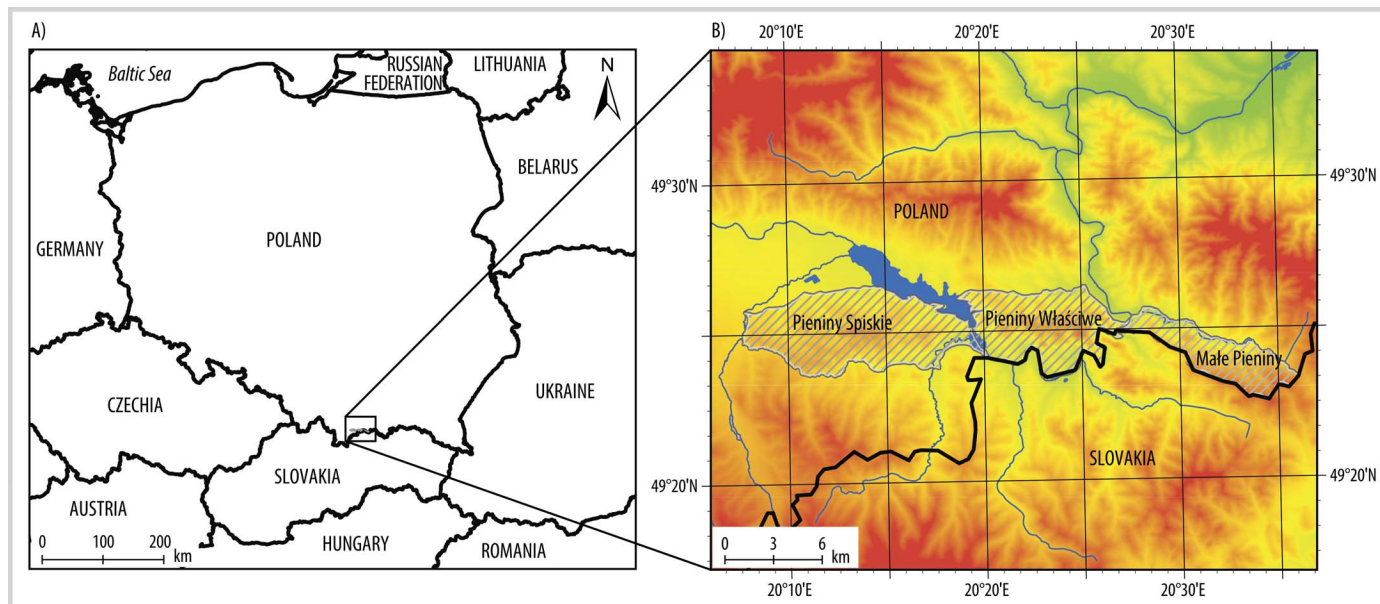 A)
Baltic Sea
RUSSIAN
FEDERATION
LITHUANIA
N
BELARUS
GERMANY
POLAND
UKRAINE
CZECHIA
SLOVAKIA
AUSTRIA
HUNGARY
ROMANIA
0 100 200
km
B)
20°10'E 20°20'E 20°30'E
49°30'N 49°30'N
POLAND
Pieniny Spiskie
Pieniny Właściwe
Małe Pieniny
SLOVAKIA
49°20'N 49°20'N
0 3 6
km
20°10'E 20°20'E 20°30'E